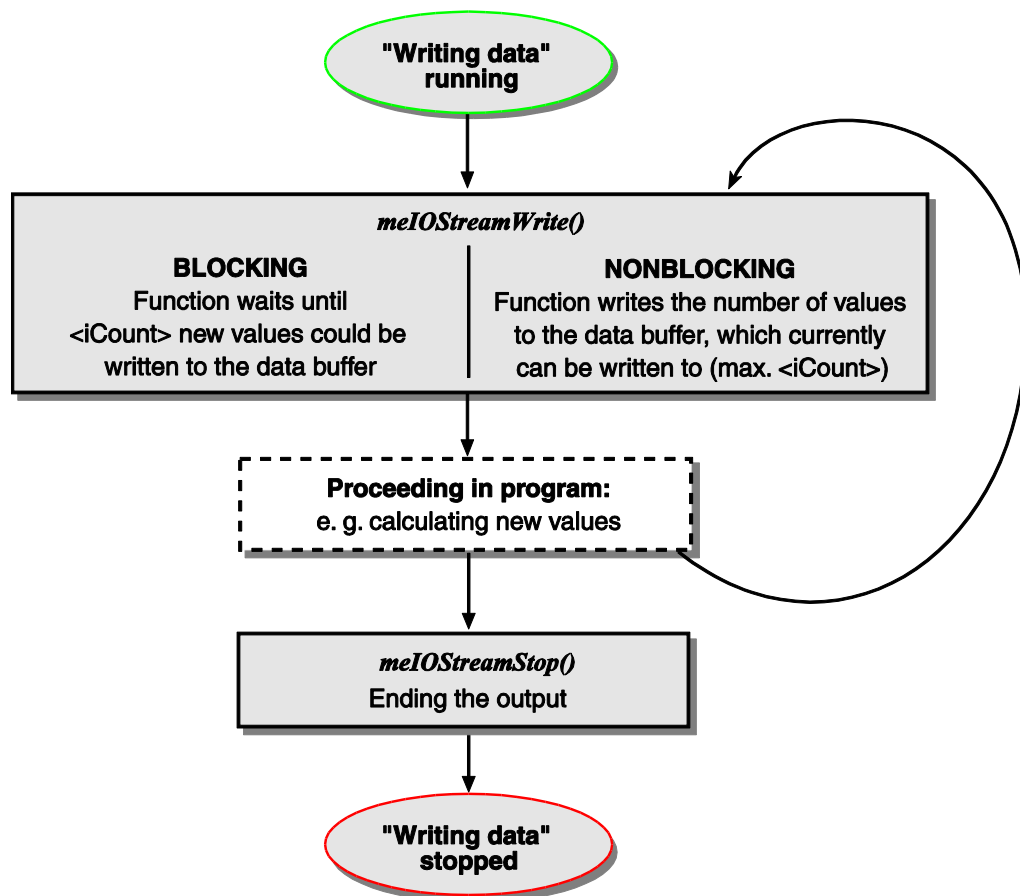 "Writing data"
running
meIOStreamWrite()
BLOCKING
Function waits until
<iCount> new values could be
written to the data buffer
NONBLOCKING
Function writes the number of values
to the data buffer, which currently
can be written to (max. <iCount>)
Proceeding in program:
e. g. calculating new values
meIOStreamStop()
Ending the output
"Writing data"
stopped